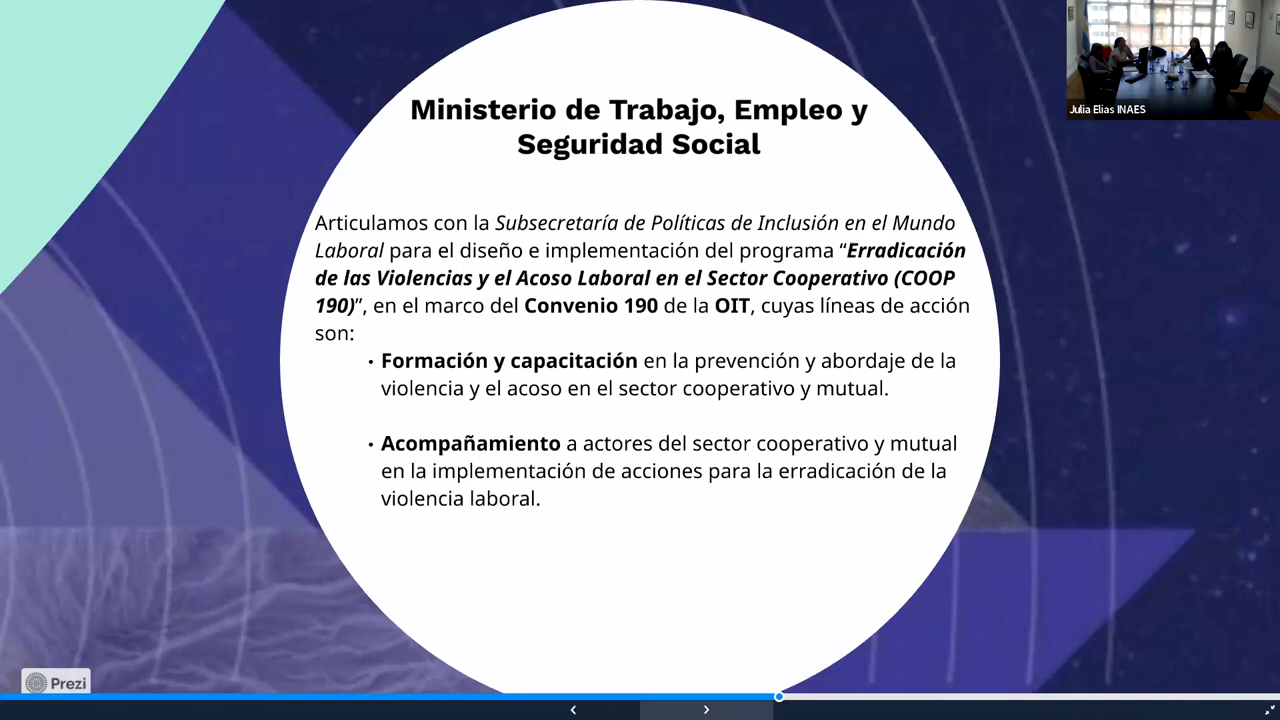 Julia Elias INAES
Ministerio de Trabajo, Empleo y
Seguridad Social
Articulamos con la Subsecretaría de Políticas de Inclusión en el Mundo
Laboral para el diseño e implementación del programa “Erradicación
de las Violencias y el Acoso Laboral en el Sector Cooperativo (COOP
190)”, en el marco del Convenio 190 de la OIT, cuyas líneas de acción
son:
• Formación y capacitación en la prevención y abordaje de la
violencia y el acoso en el sector cooperativo y mutual.
• Acompañamiento a actores del sector cooperativo y mutual
en la implementación de acciones para la erradicación de la
violencia laboral.
Prezi